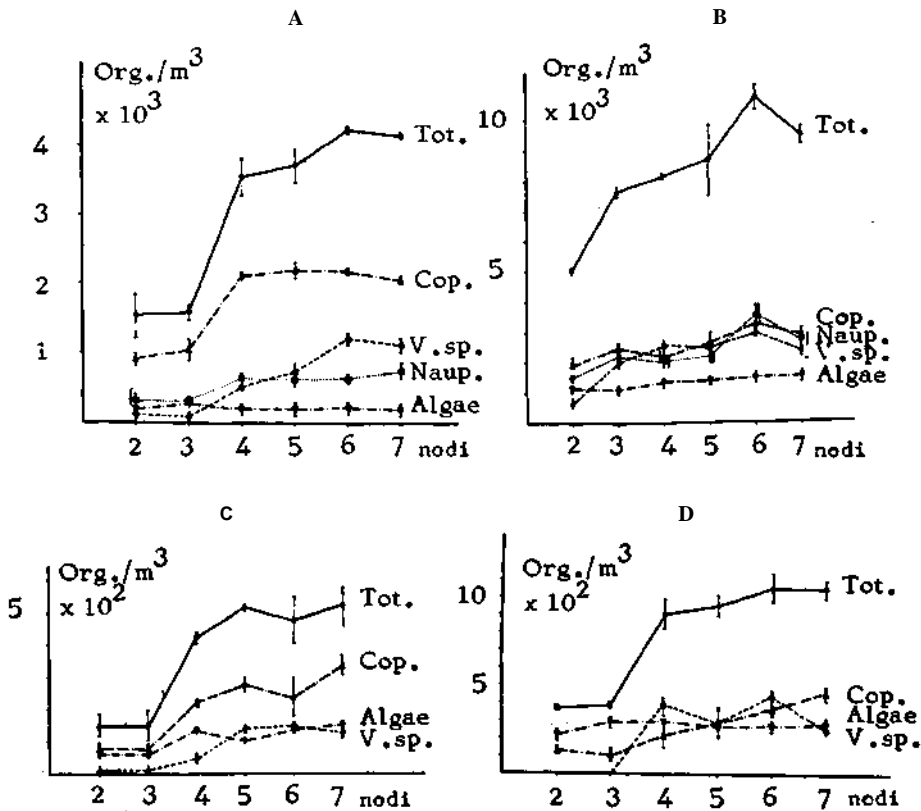 A
Org./m³
x 10³
4
3
2
1
Tot.
Cop.
V.sp.
Naup.
Algae
2 3 4 5 6 7 nodi
B
Org./m³
x 10³
10
5
Tot.
Cop.
Naup.
V.sp.
Algae
2 3 4 5 6 7 nodi
C
Org./m³
x 10²
5
Tot.
Cop.
Algae
V.sp.
2 3 4 5 6 7 nodi
D
Org./m³
x 10²
10
5
Tot.
Cop.
Algae
V.sp.
2 3 4 5 6 7 nodi